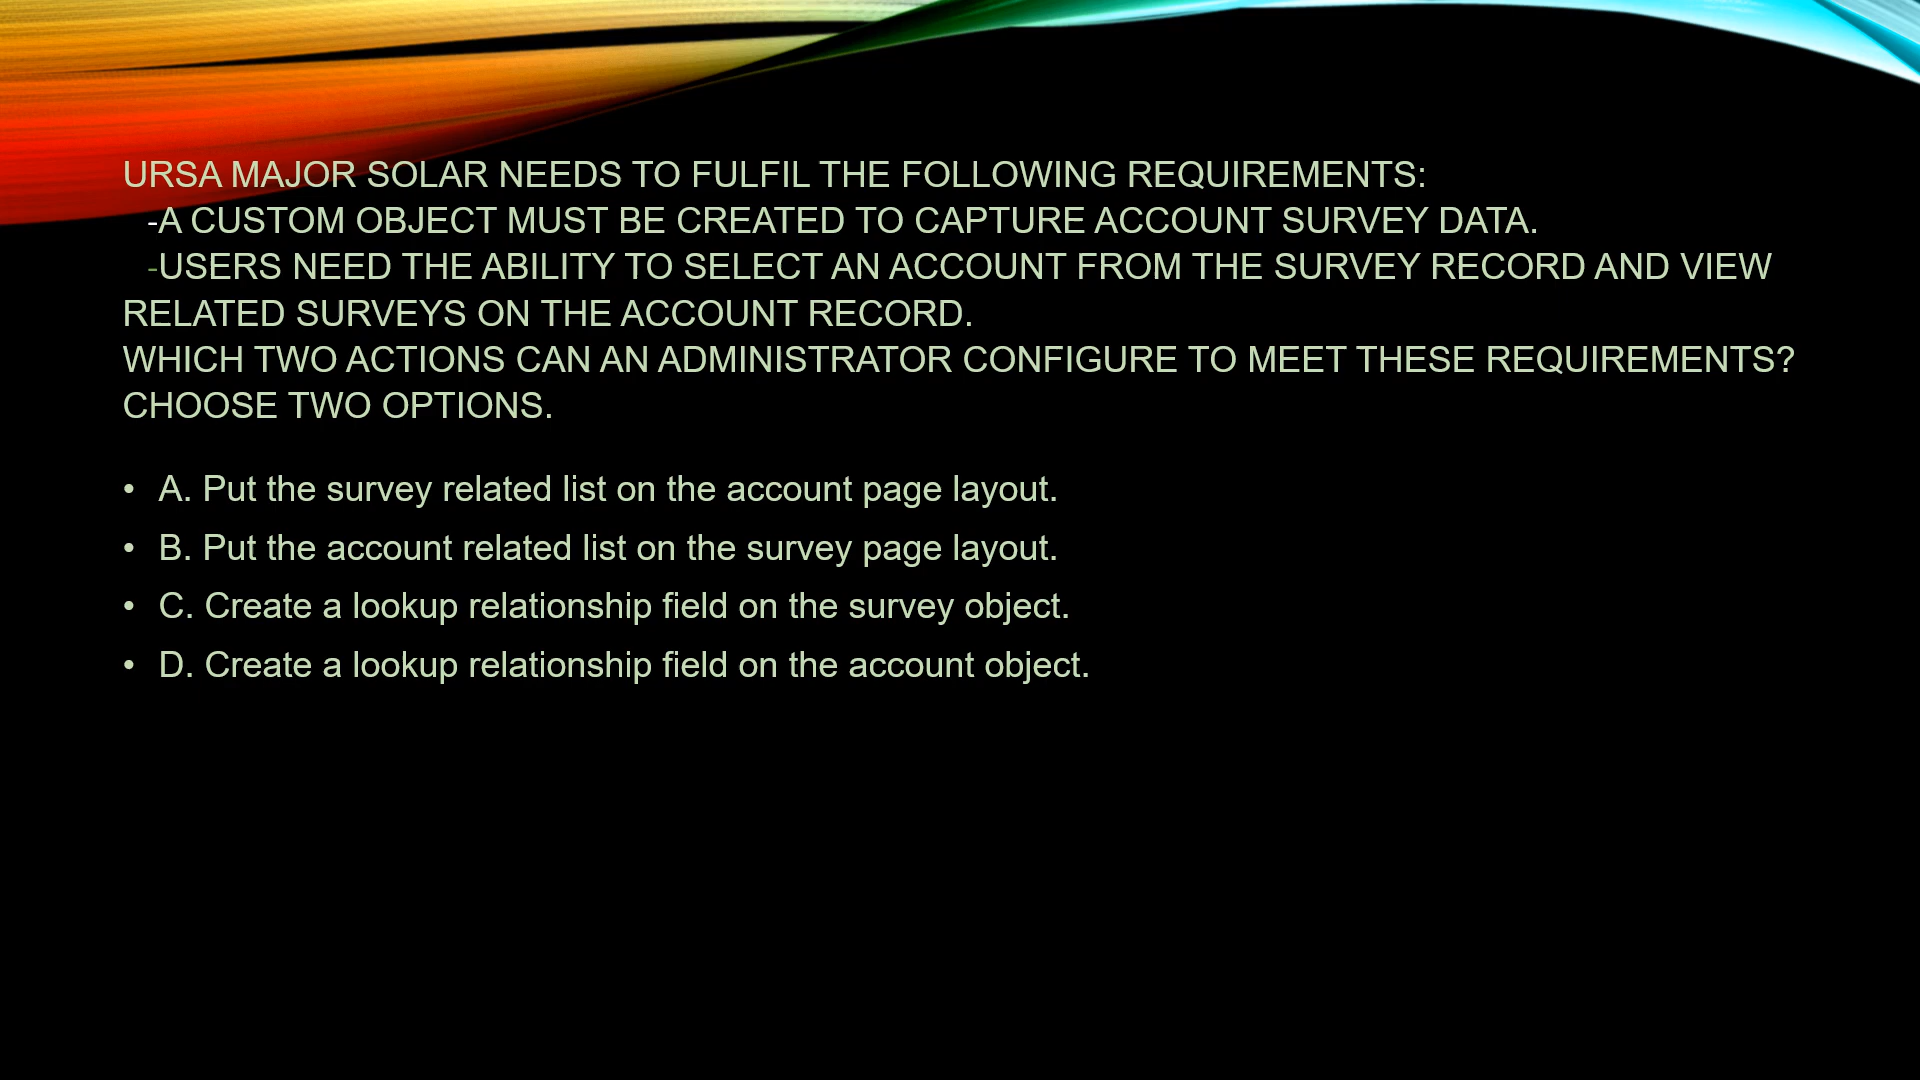 URSA MAJOR SOLAR NEEDS TO FULFIL THE FOLLOWING REQUIREMENTS:
-A CUSTOM OBJECT MUST BE CREATED TO CAPTURE ACCOUNT SURVEY DATA.
-USERS NEED THE ABILITY TO SELECT AN ACCOUNT FROM THE SURVEY RECORD AND VIEW
RELATED SURVEYS ON THE ACCOUNT RECORD.
WHICH TWO ACTIONS CAN AN ADMINISTRATOR CONFIGURE TO MEET THESE REQUIREMENTS?
CHOOSE TWO OPTIONS.
• A. Put the survey related list on the account page layout.
• B. Put the account related list on the survey page layout.
• C. Create a lookup relationship field on the survey object.
• D. Create a lookup relationship field on the account object.